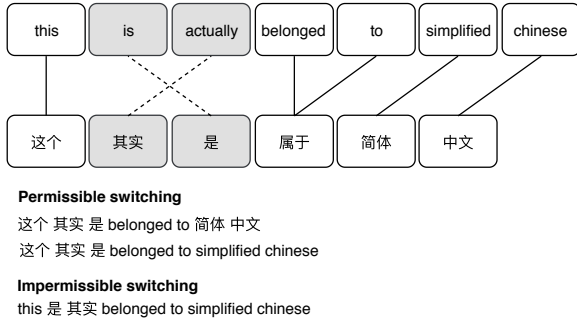 this is actually belonged to simplified chinese
这个 其实 是 属于 简体 中文
Permissible switching
这个 其实 是 belonged to 简体 中文
这个 其实 是 belonged to simplified chinese
Impermissible switching
this 是 其实 belonged to simplified chinese